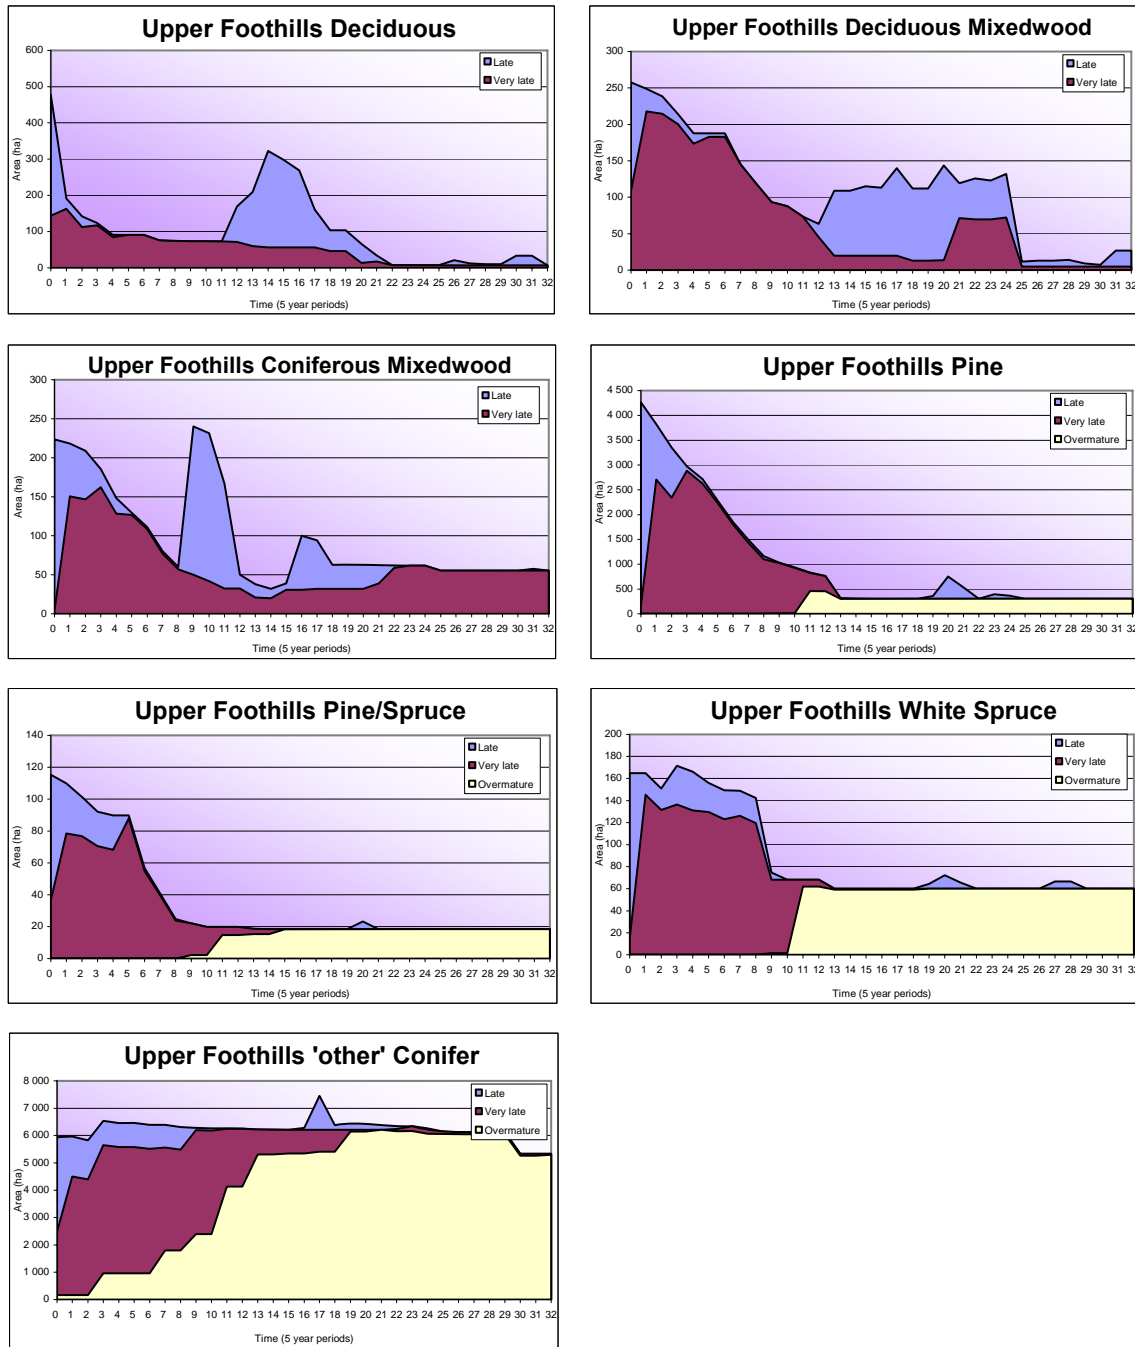 Upper Foothills Deciduous
600
500
400
300
200
100
0
Area (ha)
Late
Very late
0 1 2 3 4 5 6 7 8 9 10 11 12 13 14 15 16 17 18 19 20 21 22 23 24 25 26 27 28 29 30 31 32
Time (5 year periods)
Upper Foothills Deciduous Mixedwood
300
250
200
150
100
50
0
Area (ha)
Late
Very late
0 1 2 3 4 5 6 7 8 9 10 11 12 13 14 15 16 17 18 19 20 21 22 23 24 25 26 27 28 29 30 31 32
Time (5 year periods)
Upper Foothills Coniferous Mixedwood
300
250
200
150
100
50
0
Area (ha)
Late
Very late
0 1 2 3 4 5 6 7 8 9 10 11 12 13 14 15 16 17 18 19 20 21 22 23 24 25 26 27 28 29 30 31 32
Time (5 year periods)
Upper Foothills Pine
4 500
4 000
3 500
3 000
2 500
2 000
1 500
1 000
500
0
Area (ha)
Late
Very late
Overmature
0 1 2 3 4 5 6 7 8 9 10 11 12 13 14 15 16 17 18 19 20 21 22 23 24 25 26 27 28 29 30 31 32
Time (5 year periods)
Upper Foothills Pine/Spruce
140
120
100
80
60
40
20
0
Area (ha)
Late
Very late
Overmature
0 1 2 3 4 5 6 7 8 9 10 11 12 13 14 15 16 17 18 19 20 21 22 23 24 25 26 27 28 29 30 31 32
Time (5 year periods)
Upper Foothills White Spruce
200
180
160
140
120
100
80
60
40
20
0
Area (ha)
Late
Very late
Overmature
0 1 2 3 4 5 6 7 8 9 10 11 12 13 14 15 16 17 18 19 20 21 22 23 24 25 26 27 28 29 30 31 32
Time (5 year periods)
Upper Foothills 'other' Conifer
8 000
7 000
6 000
5 000
4 000
3 000
2 000
1 000
0
Area (ha)
Late
Very late
Overmature
0 1 2 3 4 5 6 7 8 9 10 11 12 13 14 15 16 17 18 19 20 21 22 23 24 25 26 27 28 29 30 31 32
Time (5 year periods)